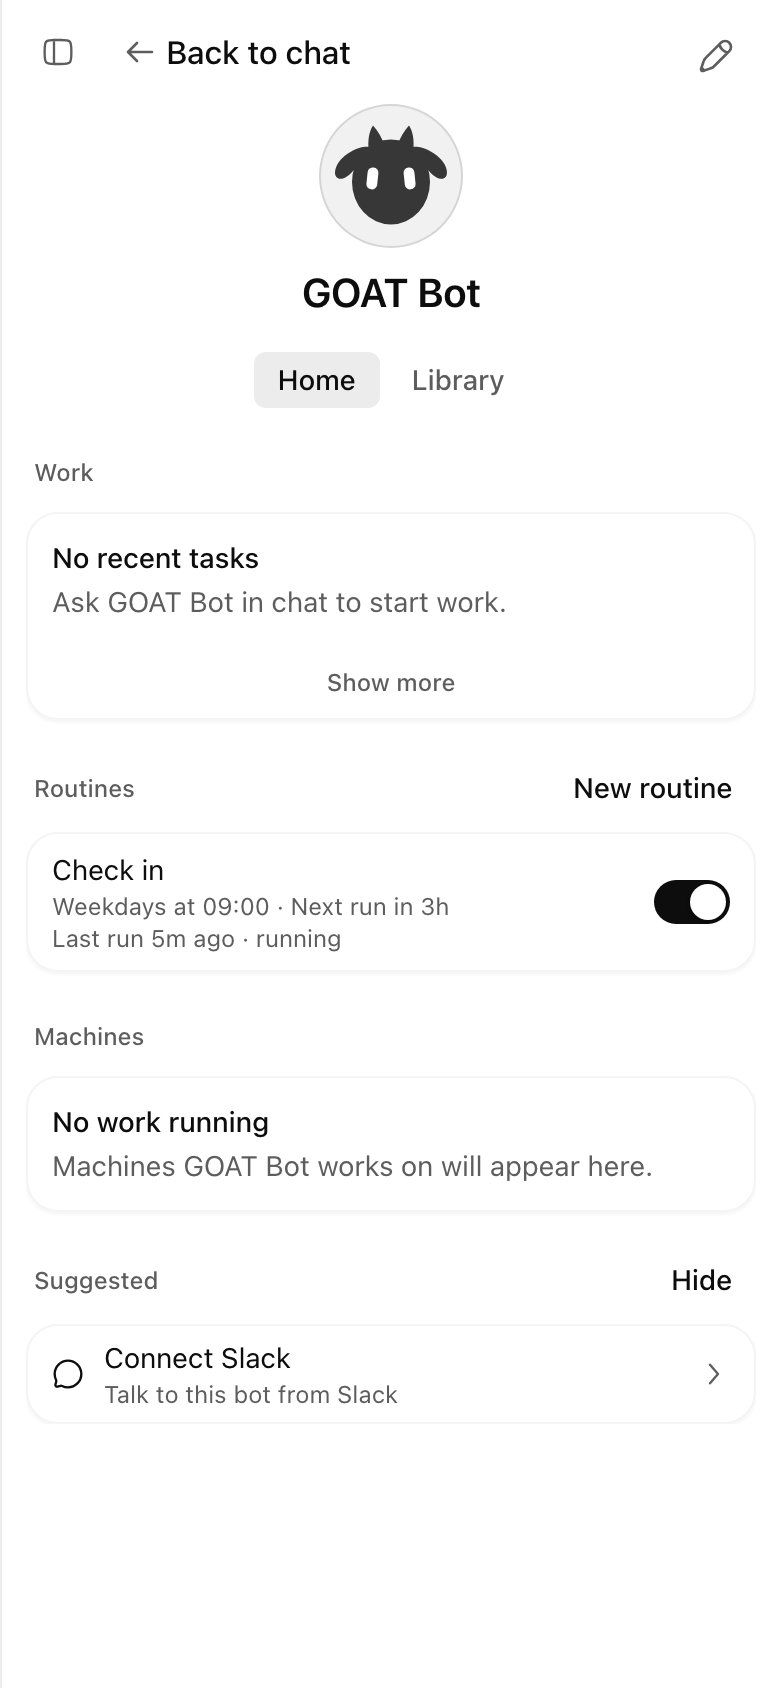 Back to chat
GOAT Bot
Home
Library
Work
No recent tasks
Ask GOAT Bot in chat to start work.
Show more
Routines
New routine
Check in
Weekdays at 09:00 · Next run in 3h
Last run 5m ago · running
Machines
No work running
Machines GOAT Bot works on will appear here.
Suggested
Hide
Connect Slack
Talk to this bot from Slack